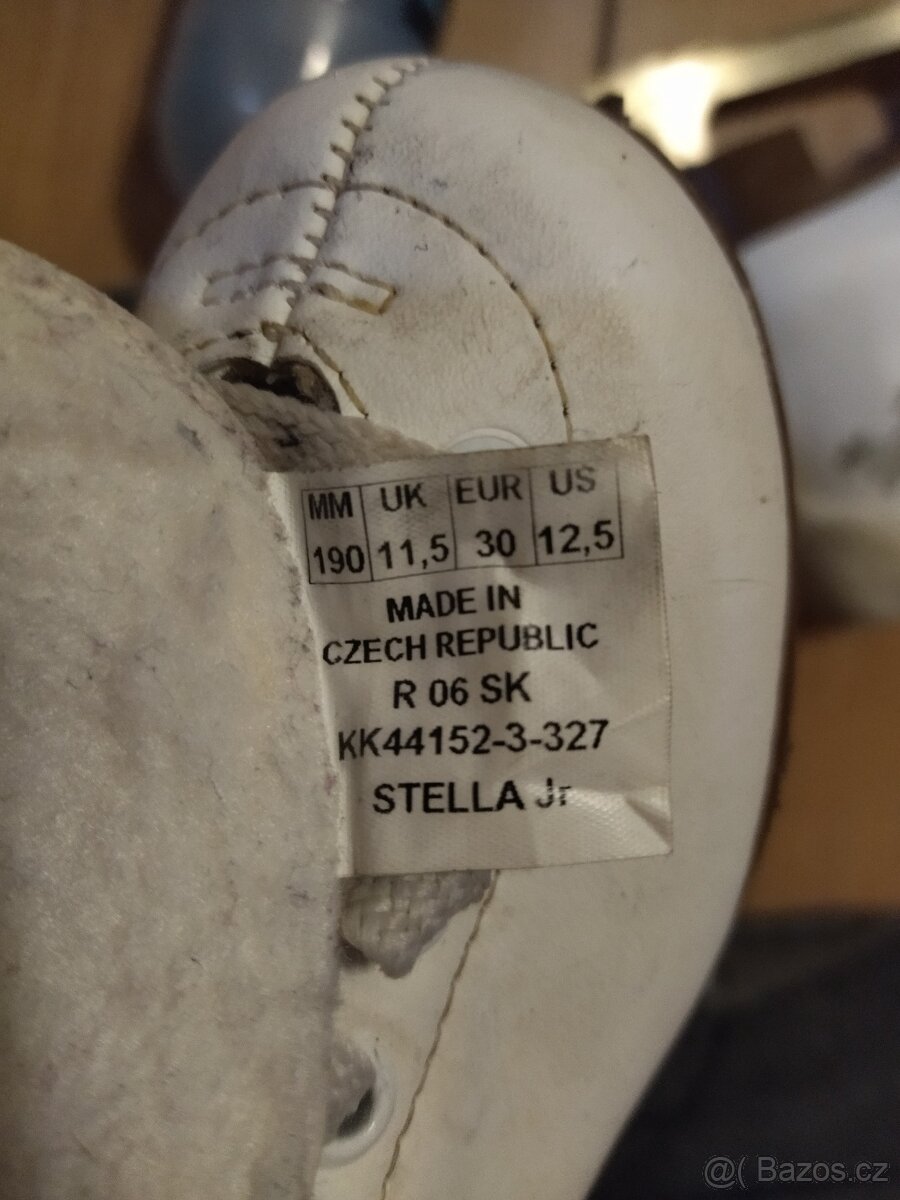 MM UK EUR US
190 11,5 30 12,5
MADE IN
CZECH REPUBLIC
R 06 SK
KK44152-3-327
STELLA Jr
@( Bazos.cz